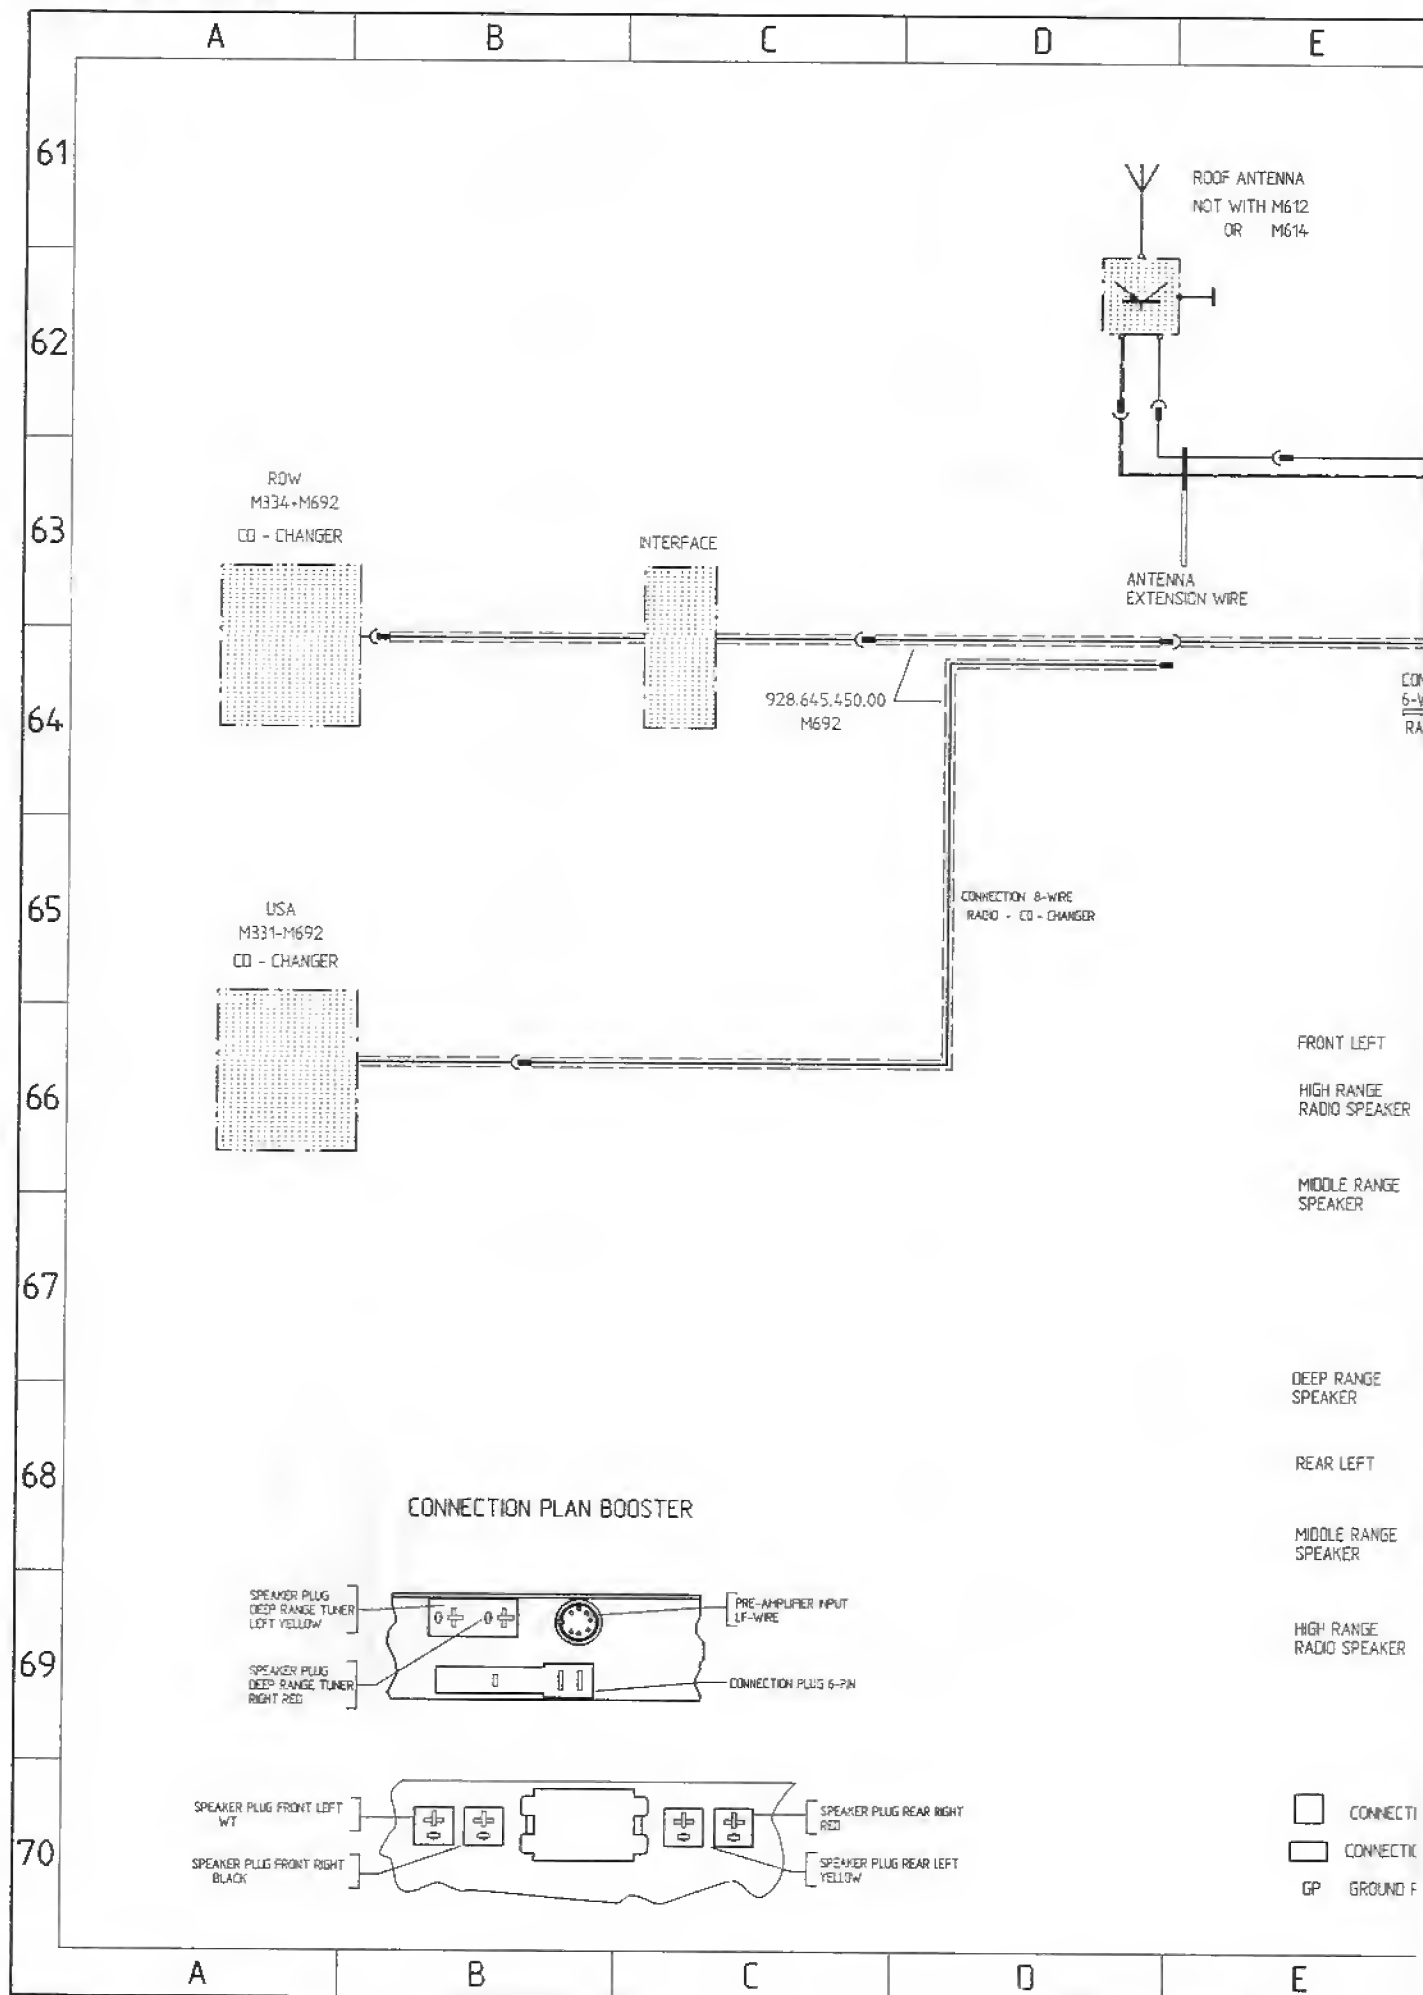 A B C D E
61
ROOF ANTENNA
NOT WITH M612
OR M614
62
ROW
M334+M692
CD - CHANGER
63
INTERFACE
ANTENNA
EXTENSION WIRE
928.645.450.00
M692
64
CONNECTION 8-WIRE
RADIO - CD - CHANGER
65
USA
M331-M692
CD - CHANGER
FRONT LEFT
66
HIGH RANGE
RADIO SPEAKER
MIDDLE RANGE
SPEAKER
67
DEEP RANGE
SPEAKER
68
REAR LEFT
CONNECTION PLAN BOOSTER
MIDDLE RANGE
SPEAKER
SPEAKER PLUG
DEEP RANGE TUNER
LEFT YELLOW
PRE-AMPLIFIER INPUT
LF-WIRE
HIGH RANGE
RADIO SPEAKER
69
SPEAKER PLUG
DEEP RANGE TUNER
RIGHT RED
CONNECTION PLUG 6-PIN
SPEAKER PLUG FRONT LEFT
WT
SPEAKER PLUG REAR RIGHT
RED
CONNECTI
70
SPEAKER PLUG FRONT RIGHT
BLACK
SPEAKER PLUG REAR LEFT
YELLOW
CONNECTIO
GP GROUND
A B C D E